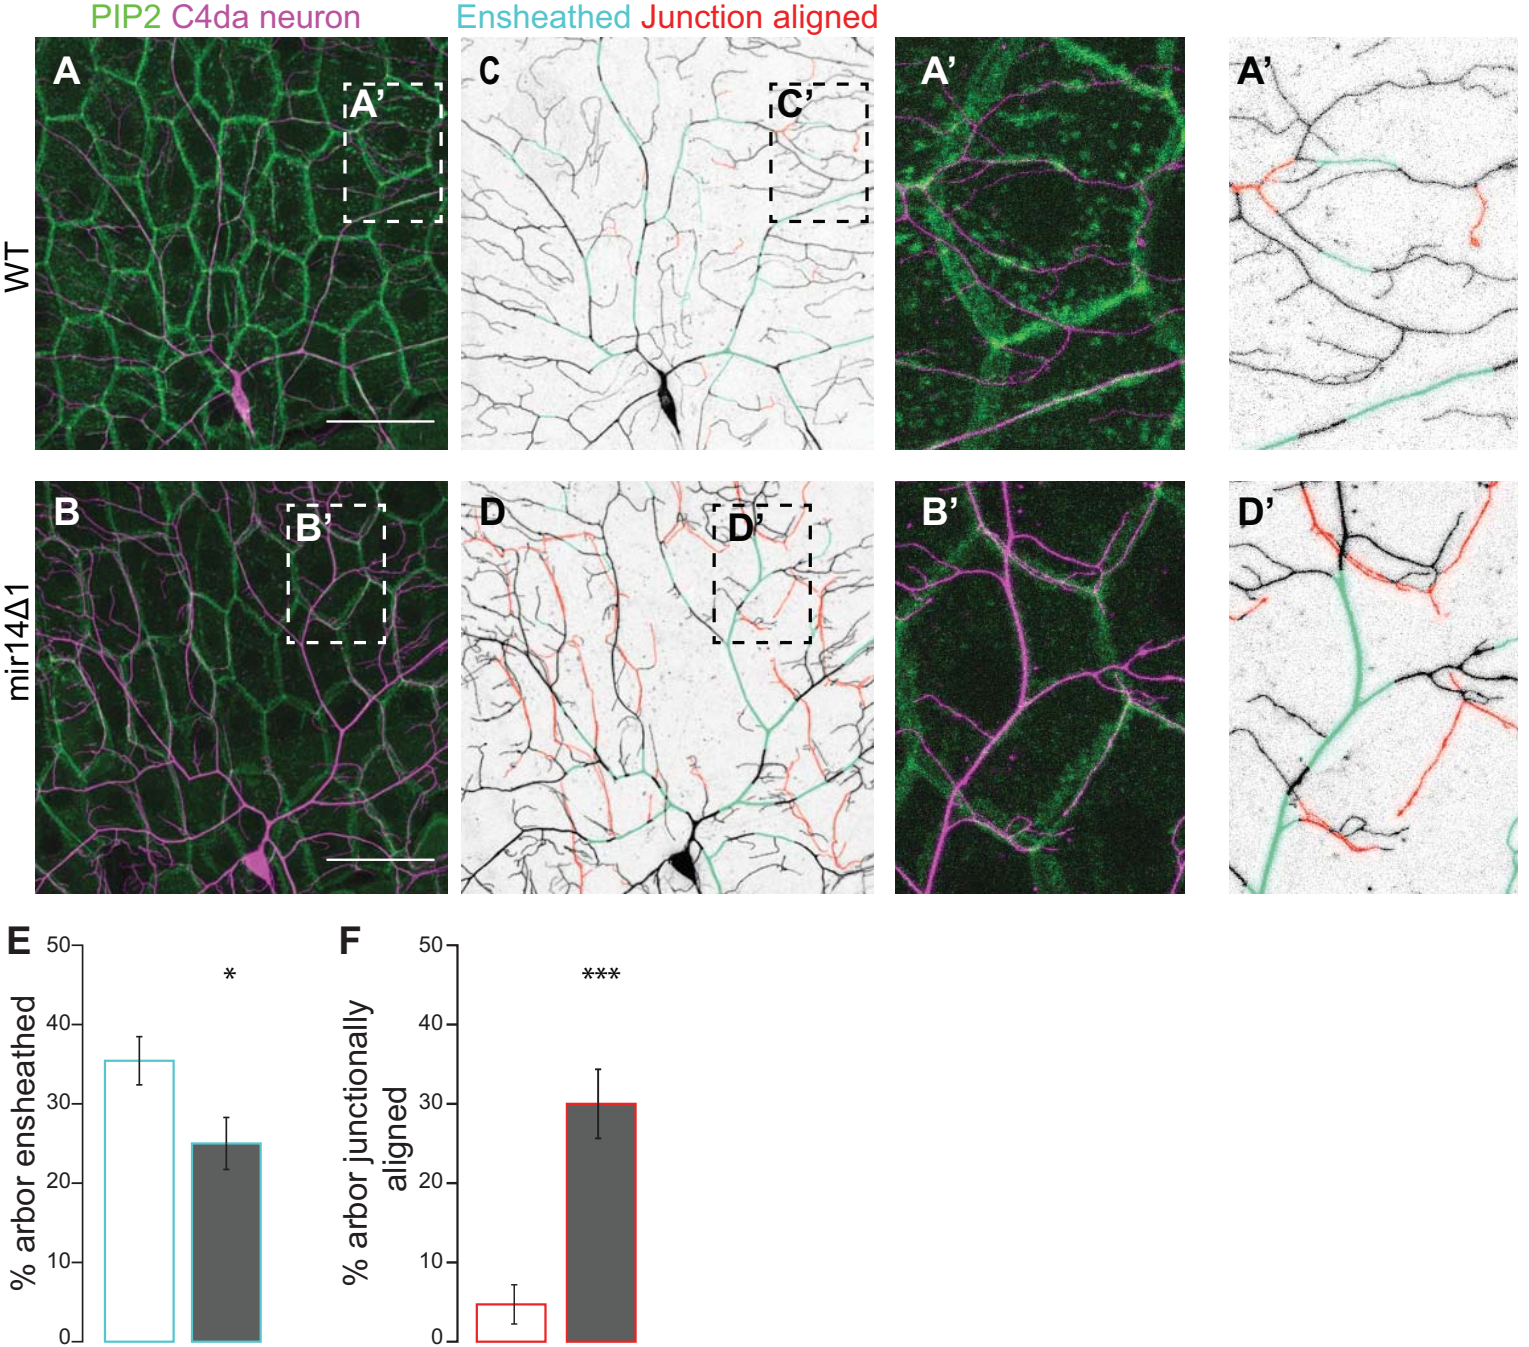 PIP2 C4da neuron Ensheathed Junction aligned
WT
A
A’
C
C’
A’
A’
mir14Δ1
B
B’
D
D’
B’
D’
E
% arbor ensheathed
50
40
30
20
10
0
*
F
% arbor junctionally
aligned
50
40
30
20
10
0
***